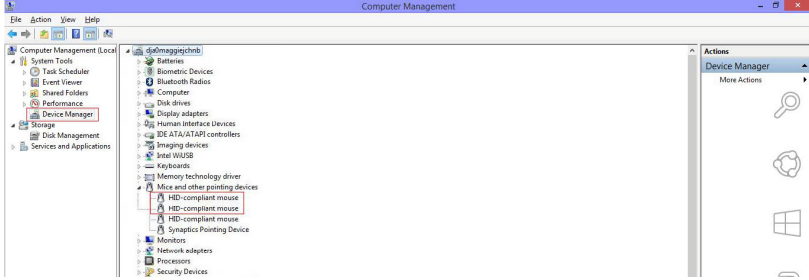 Computer Management
File Action View Help
Computer Management (Local
System Tools
Task Scheduler
Event Viewer
Shared Folders
Performance
Device Manager
Storage
Disk Management
Services and Applications
dja0maggiejchnb
Batteries
Biometric Devices
Bluetooth Radios
Computer
Disk drives
Display adapters
Human Interface Devices
IDE ATA/ATAPI controllers
Imaging devices
Intel WiUSB
Keyboards
Memory technology driver
Mice and other pointing devices
HID-compliant mouse
HID-compliant mouse
HID-compliant mouse
Synaptics Pointing Device
Monitors
Network adapters
Processors
Security Devices
Actions
Device Manager
More Actions